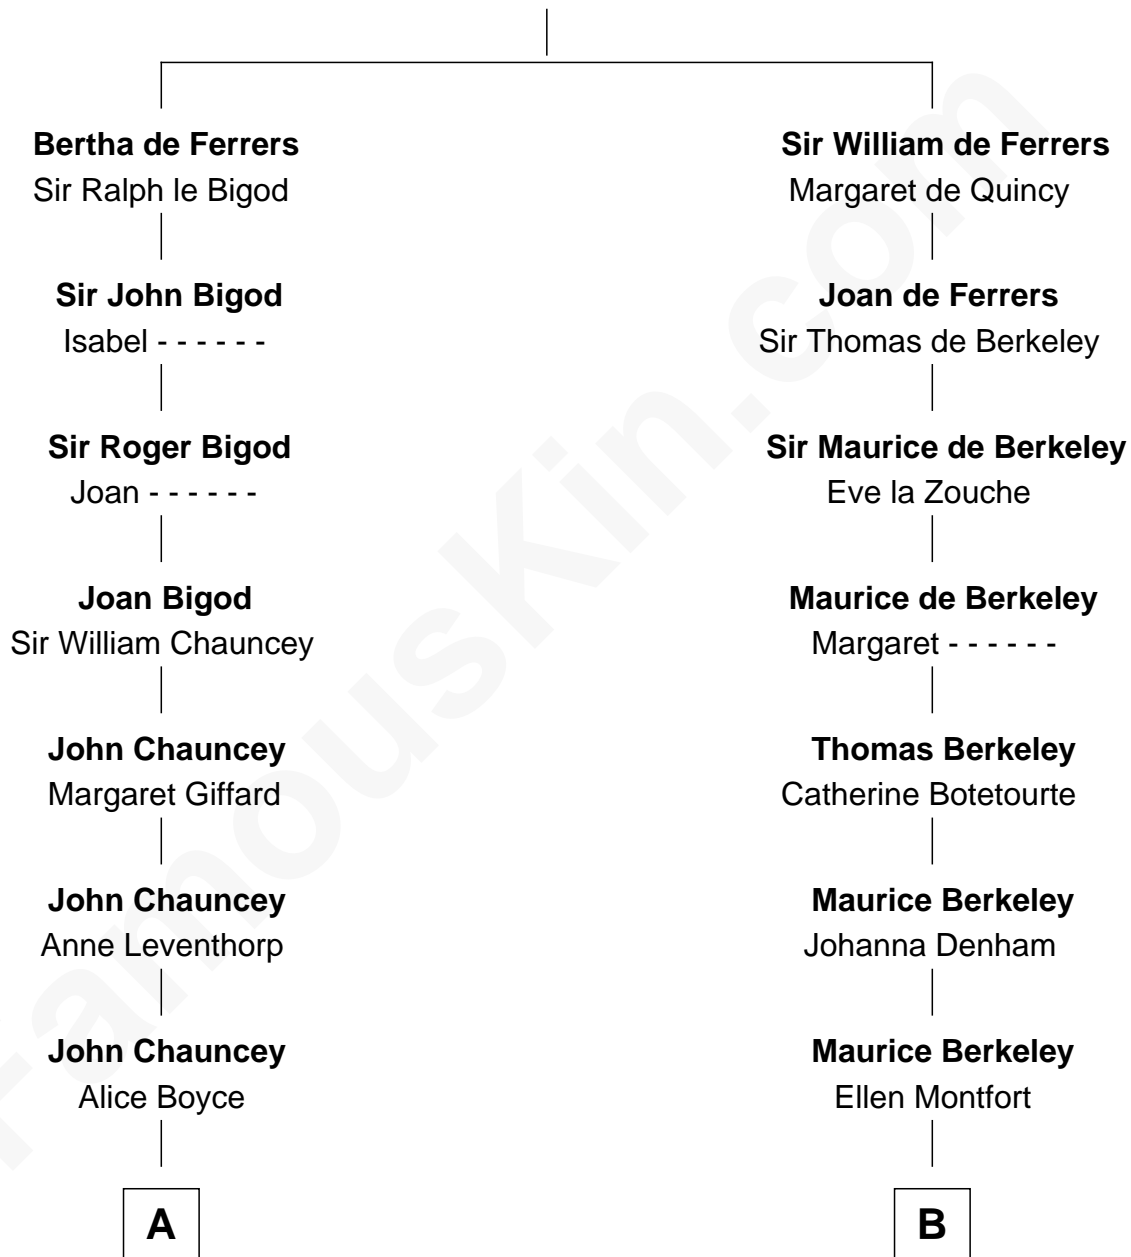 Bertha de Ferrers
Sir Ralph le Bigod
Sir John Bigod
Isabel - - - - - -
Sir Roger Bigod
Joan - - - - - -
Joan Bigod
Sir William Chauncey
John Chauncey
Margaret Giffard
John Chauncey
Anne Leventhorp
John Chauncey
Alice Boyce
A
Sir William de Ferrers
Margaret de Quincy
Joan de Ferrers
Sir Thomas de Berkeley
Sir Maurice de Berkeley
Eve la Zouche
Maurice de Berkeley
Margaret - - - - - -
Thomas Berkeley
Catherine Botetourte
Maurice Berkeley
Johanna Denham
Maurice Berkeley
Ellen Montfort
B
FamousKin.com